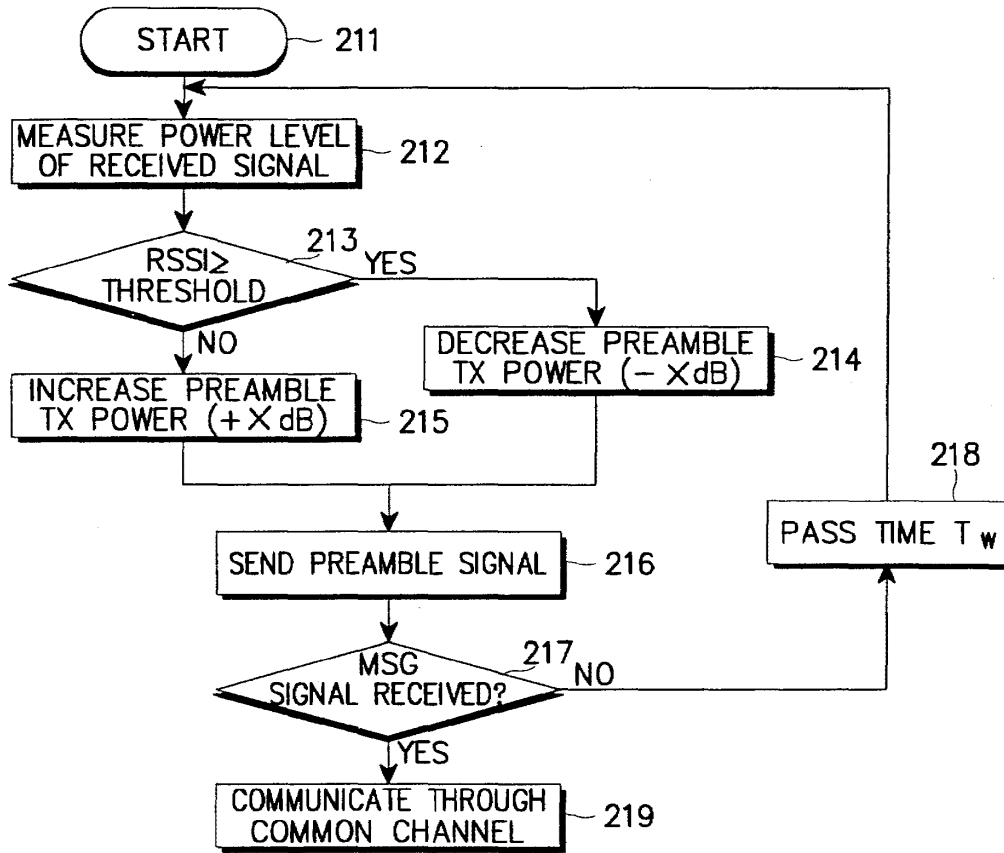 START
211
MEASURE POWER LEVEL
OF RECEIVED SIGNAL
212
213
RSSI≥
THRESHOLD
YES
NO
DECREASE PREAMBLE
TX POWER (− XdB)
214
INCREASE PREAMBLE
TX POWER (+XdB)
215
218
PASS TIME Tw
SEND PREAMBLE SIGNAL
216
217
MSG
SIGNAL RECEIVED?
NO
YES
COMMUNICATE THROUGH
COMMON CHANNEL
219